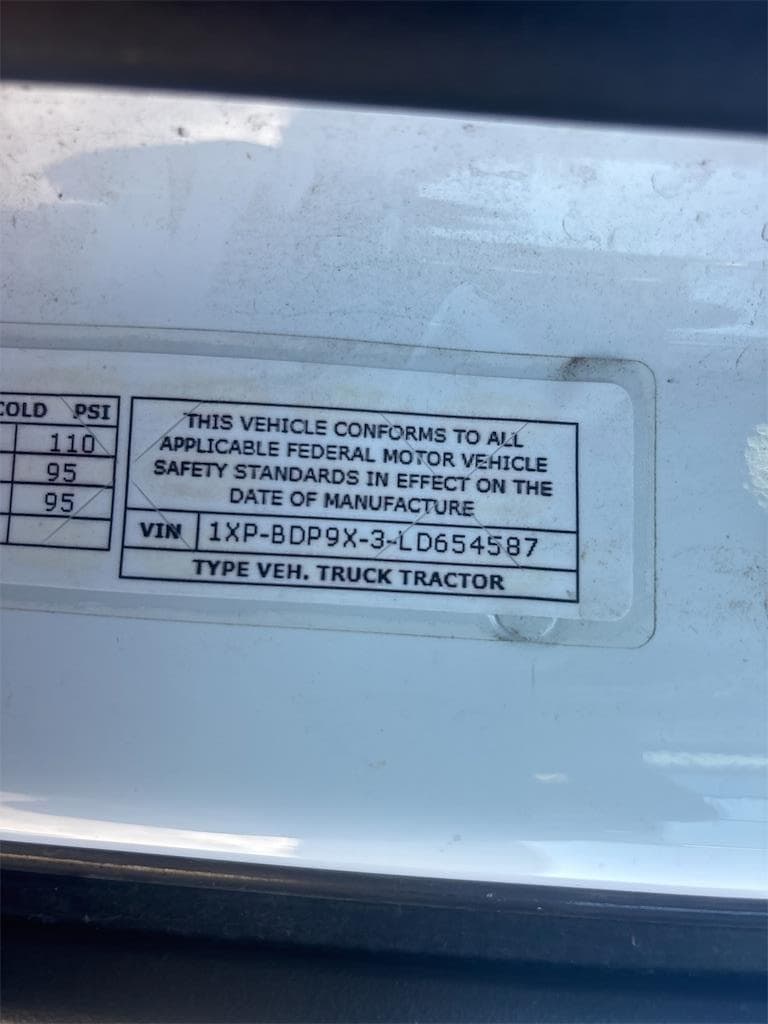 COLD PSI
110
95
95
THIS VEHICLE CONFORMS TO ALL
APPLICABLE FEDERAL MOTOR VEHICLE
SAFETY STANDARDS IN EFFECT ON THE
DATE OF MANUFACTURE
VIN 1XP-BDP9X-3-LD654587
TYPE VEH. TRUCK TRACTOR